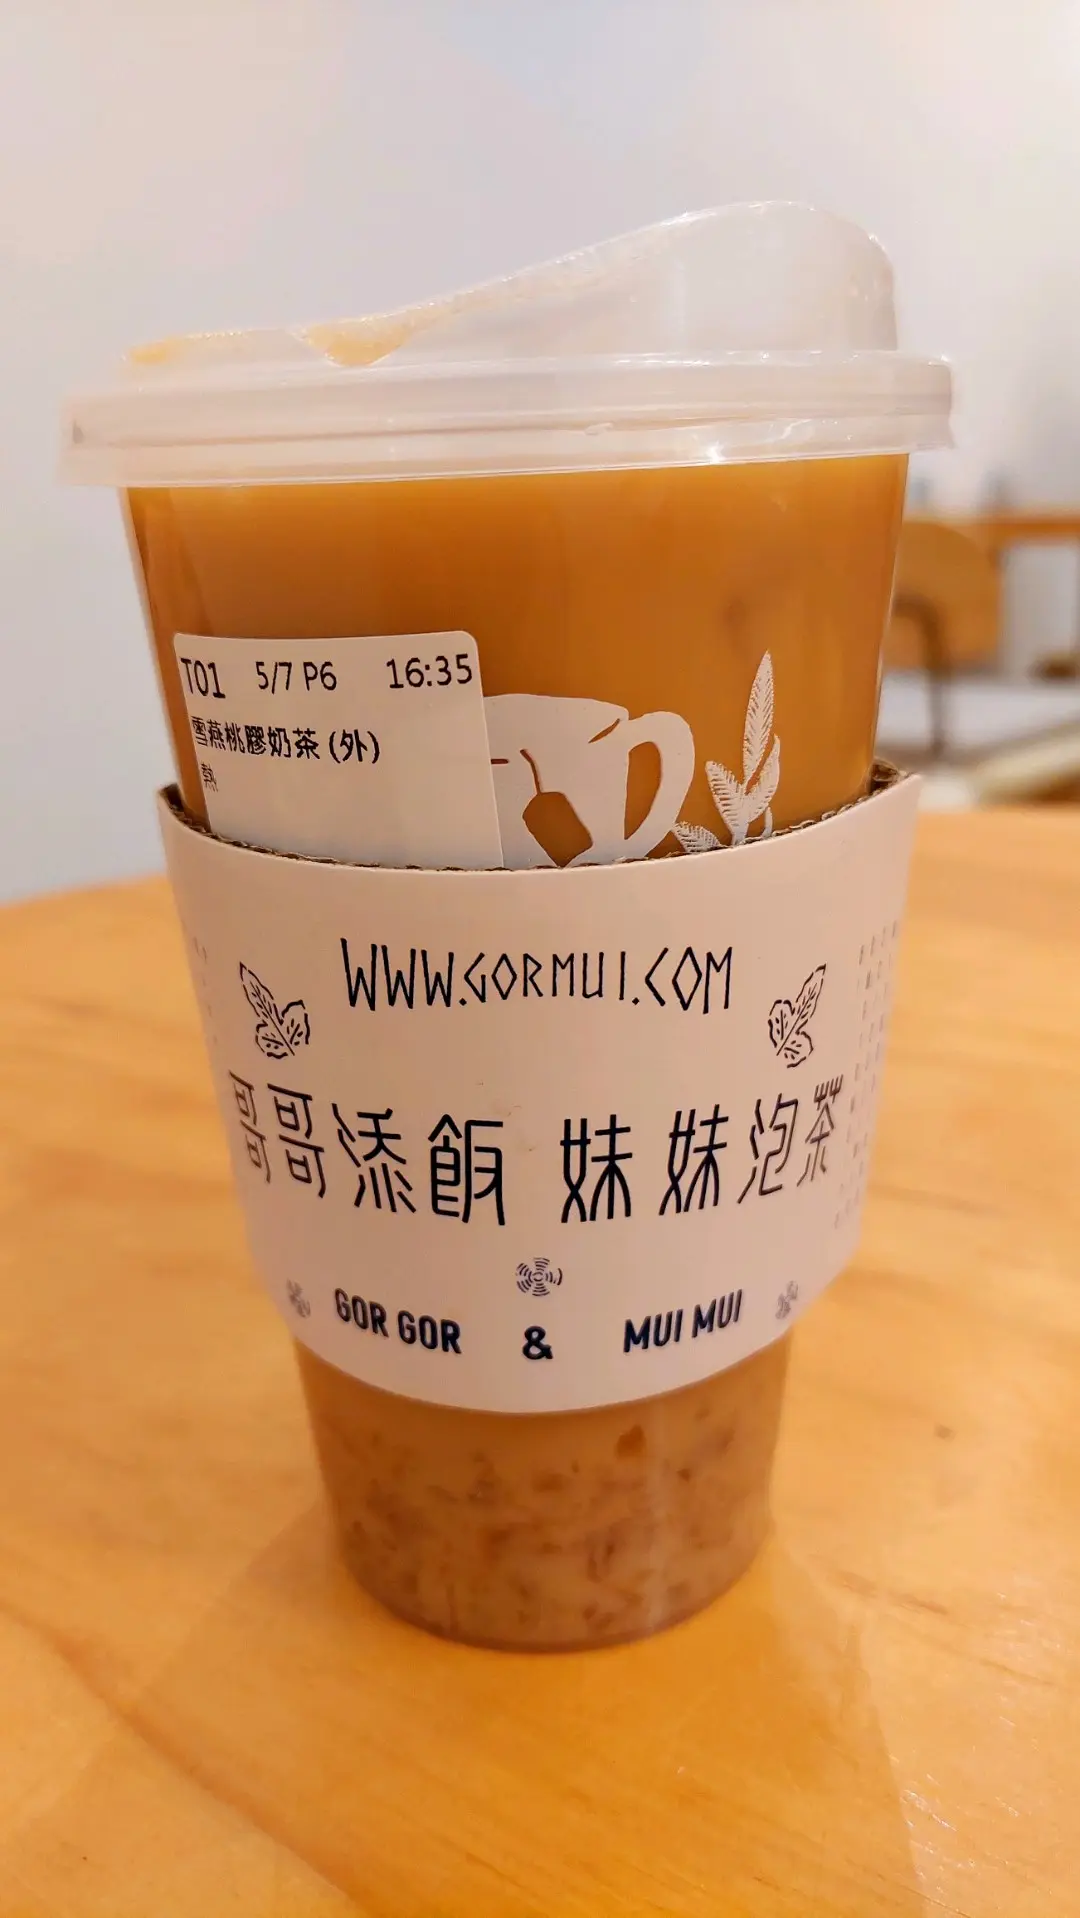 T01 5/7 P6 16:35
雪燕桃膠奶茶 (外)
熱
WWW.GORMUI.COM
哥哥添飯 妹妹泡茶
GOR GOR & MUI MUI